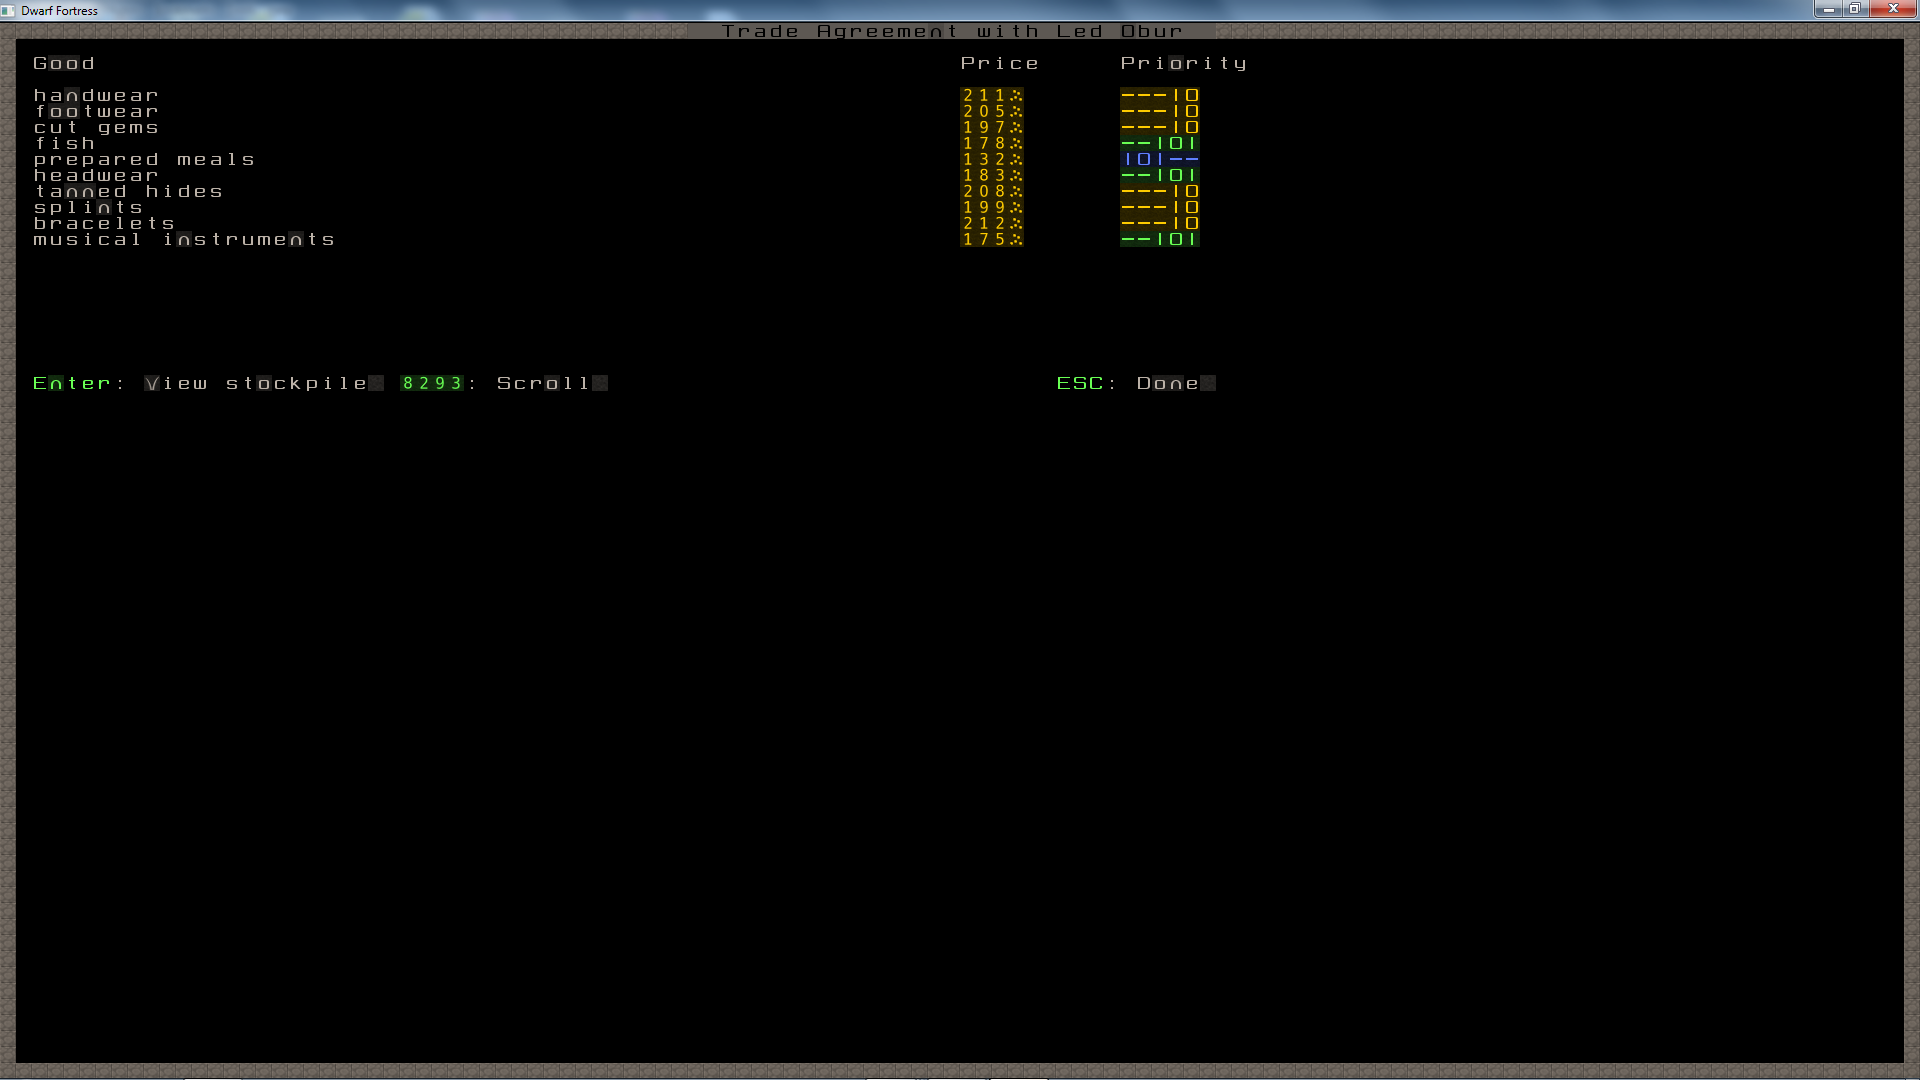 Dwarf Fortress
Trade Agreement with Led Obur
Good Price Priority
handwear 211 ---|O
footwear 205 ---|O
cut gems 197 ---|O
fish 178 --|O|
prepared meals 132 |O|--
headwear 183 --|O|
tanned hides 208 ---|O
splints 199 ---|O
bracelets 212 ---|O
musical instruments 175 --|O|
Enter: View stockpile 8293: Scroll ESC: Done